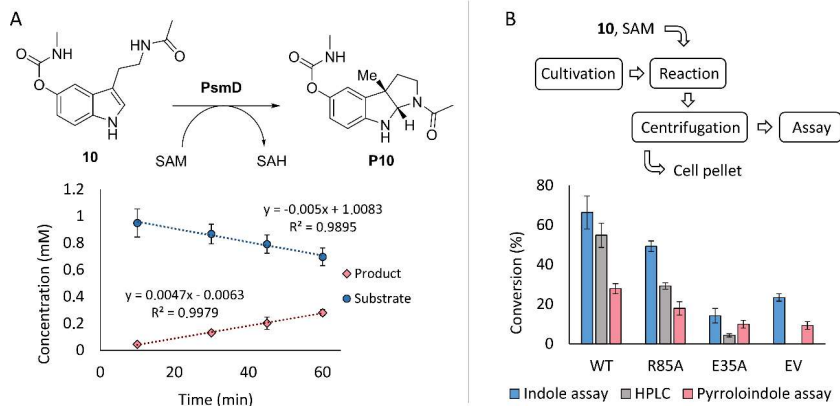 A
H
N
O
O
HN
O
N
H
10
PsmD
SAM
SAH
H
N
O
O
Me
N
N
H
H
O
P10
Concentration (mM)
1.2
1
0.8
0.6
0.4
0.2
0
y = -0.005x + 1.0083
R² = 0.9895
y = 0.0047x - 0.0063
R² = 0.9979
Product
Substrate
0
20
40
60
Time (min)
B
10, SAM
Cultivation
Reaction
Centrifugation
Assay
Cell pellet
Conversion (%)
80
60
40
20
0
WT
R85A
E35A
EV
Indole assay
HPLC
Pyrroloindole assay